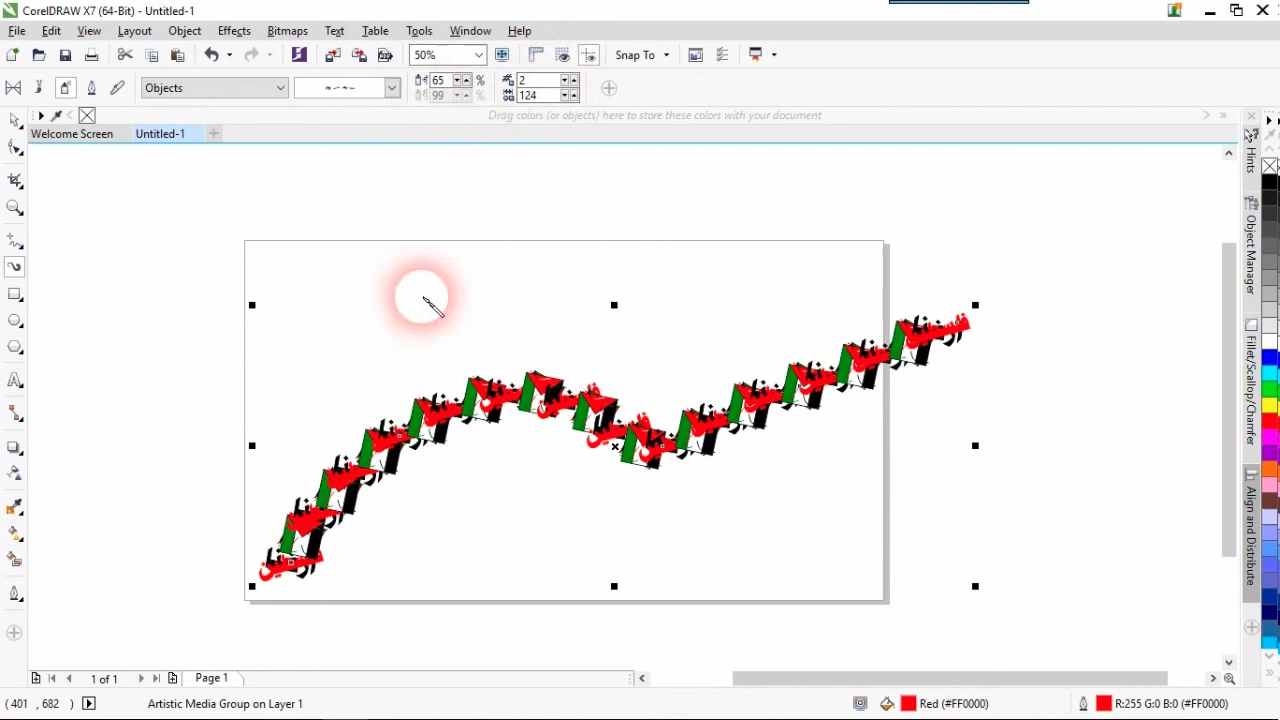 CorelDRAW X7 (64-Bit) - Untitled-1
File Edit View Layout Object Effects Bitmaps Text Table Tools Window Help
50% Snap To
Objects 65 % 2
99 % 124
Drag colors (or objects) here to store these colors with your document
Welcome Screen Untitled-1
Hints
Object Manager
Fillet/Scallop/Chamfer
Align and Distribute
1 of 1 Page 1
( 401 , 682 ) Artistic Media Group on Layer 1 Red (#FF0000) R:255 G:0 B:0 (#FF0000)